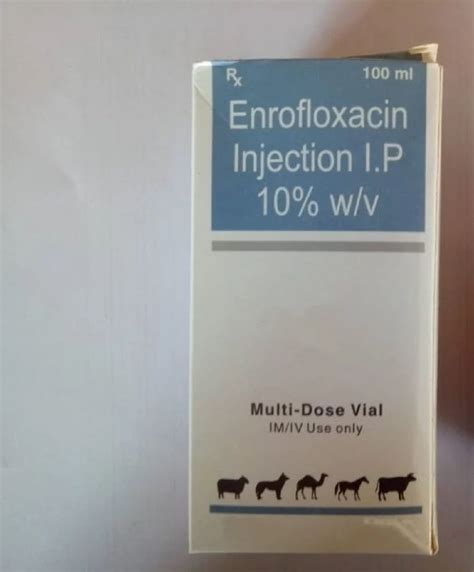 Rx 100 ml
Enrofloxacin
Injection I.P
10% w/v
Multi-Dose Vial
IM/IV Use only